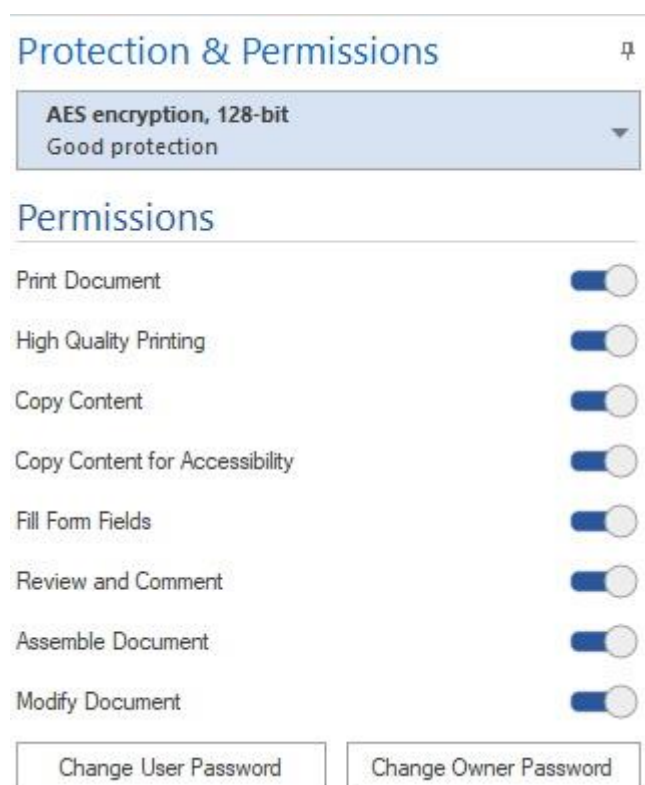 Protection & Permissions
AES encryption, 128-bit
Good protection
Permissions
Print Document
High Quality Printing
Copy Content
Copy Content for Accessibility
Fill Form Fields
Review and Comment
Assemble Document
Modify Document
Change User Password
Change Owner Password